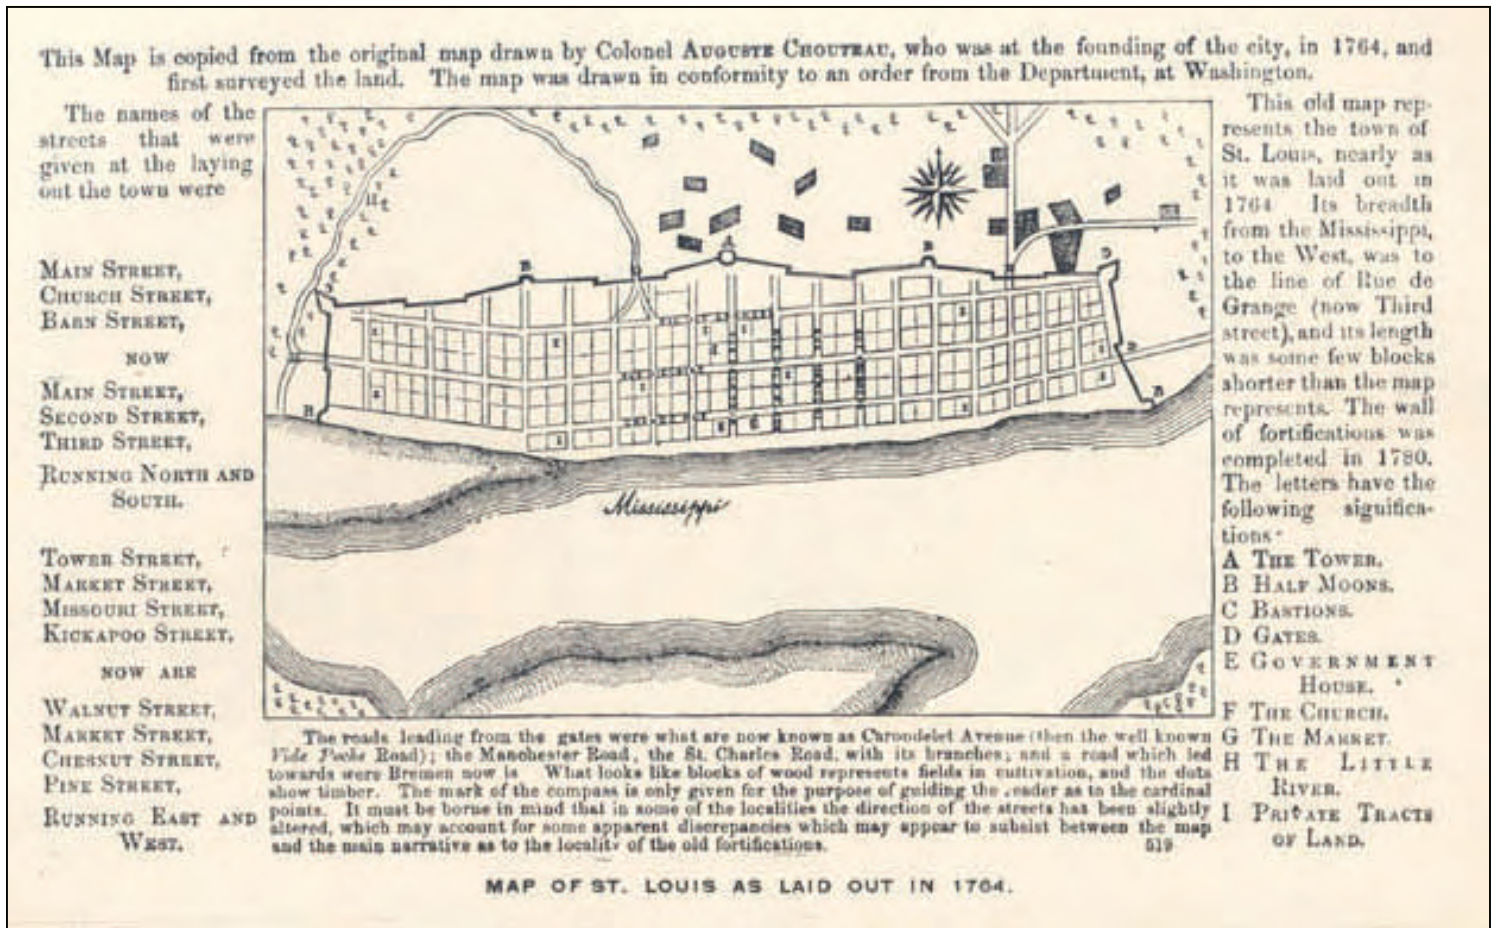 This Map is copied from the original map drawn by Colonel AUGUSTE CHOUTEAU, who was at the founding of the city, in 1764, and
first surveyed the land. The map was drawn in conformity to an order from the Department, at Washington.
The names of the
streets that were
given at the laying
out the town were
MAIN STREET,
CHURCH STREET,
BARN STREET,
NOW
MAIN STREET,
SECOND STREET,
THIRD STREET,
RUNNING NORTH AND
SOUTH.
TOWER STREET,
MARKET STREET,
MISSOURI STREET,
KICKAPOO STREET,
NOW ARE
WALNUT STREET,
MARKET STREET,
CHESNUT STREET,
PINE STREET,
RUNNING EAST AND
WEST.
H
B
A
B
D
D
B
H
Mississippi
This old map rep-
resents the town of
St. Louis, nearly as
it was laid out in
1764 Its breadth
from the Mississippi,
to the West, was to
the line of Rue de
Grange (now Third
street), and its length
was some few blocks
shorter than the map
represents. The wall
of fortifications was
completed in 1780.
The letters have the
following significa-
tions
A THE TOWER.
B HALF MOONS.
C BASTIONS.
D GATES.
E GOVERNMENT
HOUSE.
F THE CHURCH.
G THE MARKET.
H THE LITTLE
RIVER.
I PRIVATE TRACTS
OF LAND.
The roads leading from the gates were what are now known as Carondelet Avenue (then the well known
Vide Poche Road); the Manchester Road, the St. Charles Road, with its branches; and a road which led
towards were Bremen now is What looks like blocks of wood represents fields in cultivation, and the dots
show timber. The mark of the compass is only given for the purpose of guiding the reader as to the cardinal
points. It must be borne in mind that in some of the localities the direction of the streets has been slightly
altered, which may account for some apparent discrepancies which may appear to subsist between the map
and the main narrative as to the locality of the old fortifications.
519
MAP OF ST. LOUIS AS LAID OUT IN 1764.